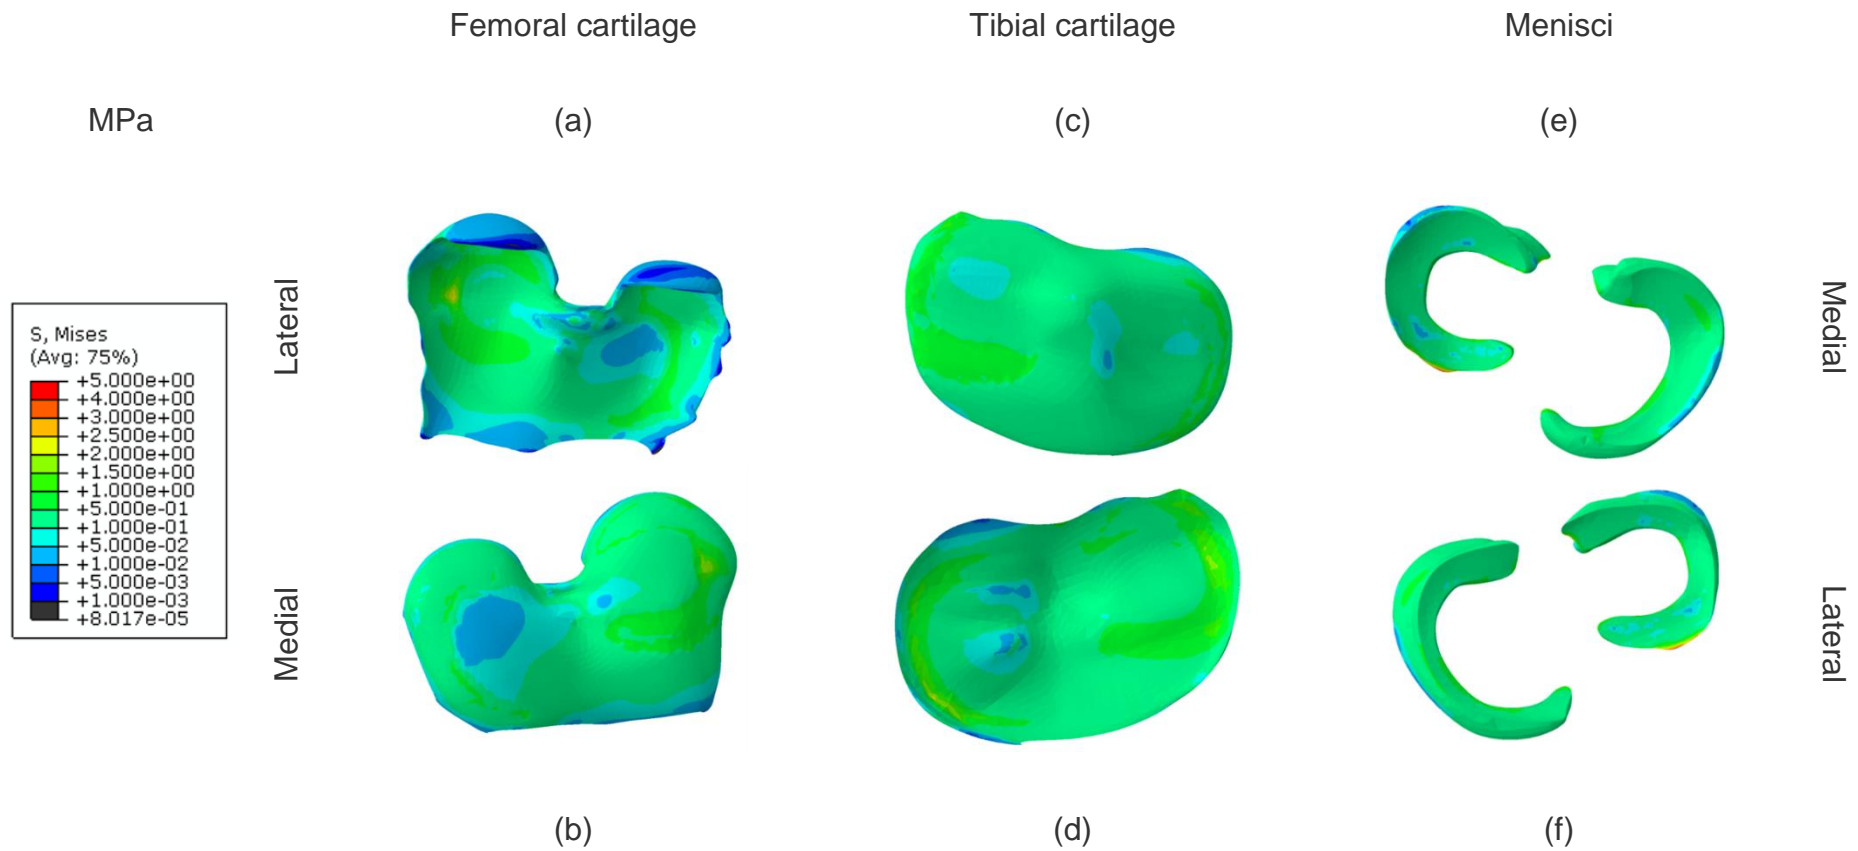 Femoral cartilage
Tibial cartilage
Menisci
MPa
(a)
(c)
(e)
S, Mises
(Avg: 75%)
+5.000e+00
+4.000e+00
+3.000e+00
+2.500e+00
+2.000e+00
+1.500e+00
+1.000e+00
+5.000e-01
+1.000e-01
+5.000e-02
+1.000e-02
+5.000e-03
+1.000e-03
+8.017e-05
Lateral
Medial
Medial
Lateral
(b)
(d)
(f)